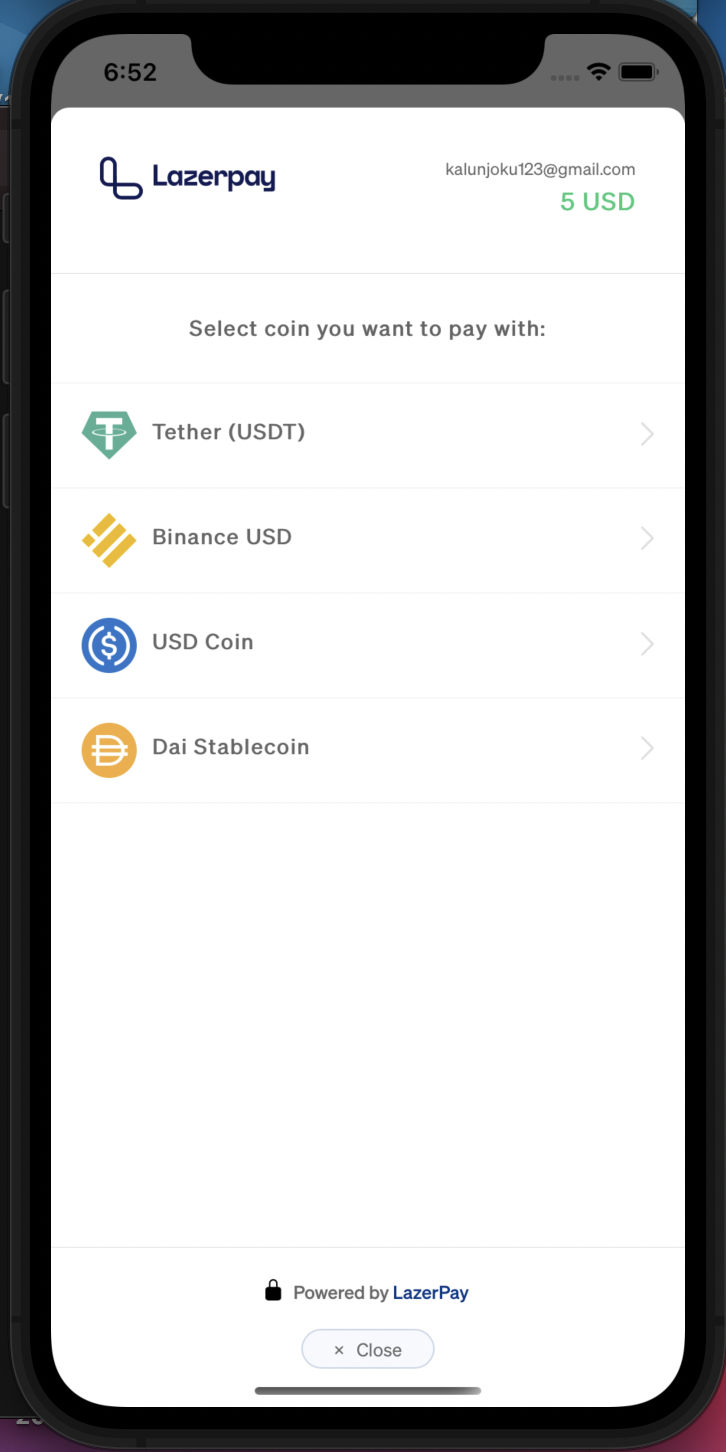 6:52
Lazerpay
kalunjoku123@gmail.com
5 USD
Select coin you want to pay with:
Tether (USDT)
Binance USD
USD Coin
Dai Stablecoin
Powered by LazerPay
× Close